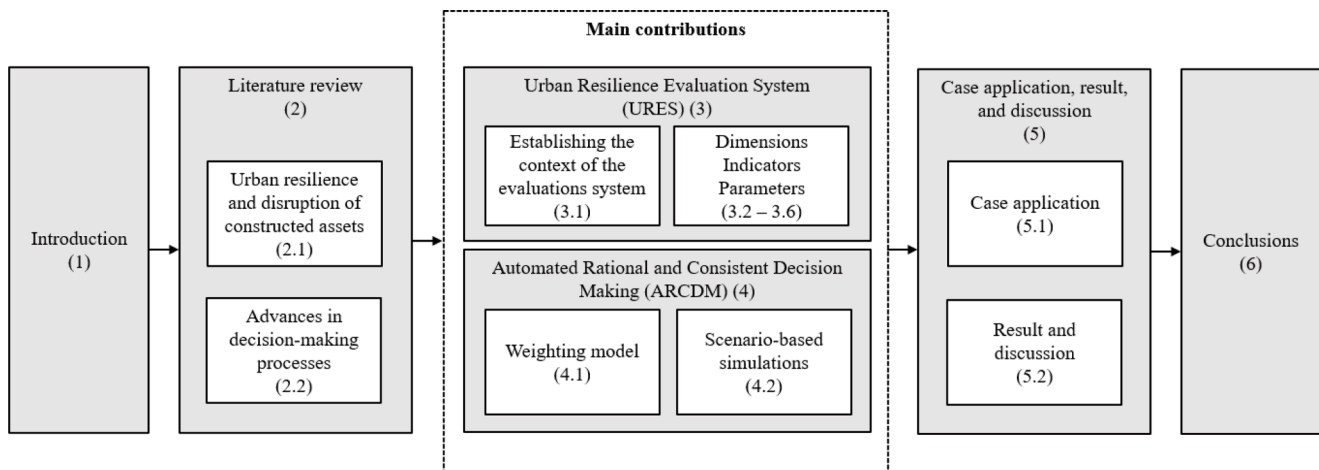 Introduction
(1)
Literature review
(2)
Urban resilience
and disruption of
constructed assets
(2.1)
Advances in
decision-making
processes
(2.2)
Main contributions
Urban Resilience Evaluation System
(URES) (3)
Establishing the
context of the
evaluations system
(3.1)
Dimensions
Indicators
Parameters
(3.2 – 3.6)
Automated Rational and Consistent Decision
Making (ARCDM) (4)
Weighting model
(4.1)
Scenario-based
simulations
(4.2)
Case application, result,
and discussion
(5)
Case application
(5.1)
Result and
discussion
(5.2)
Conclusions
(6)